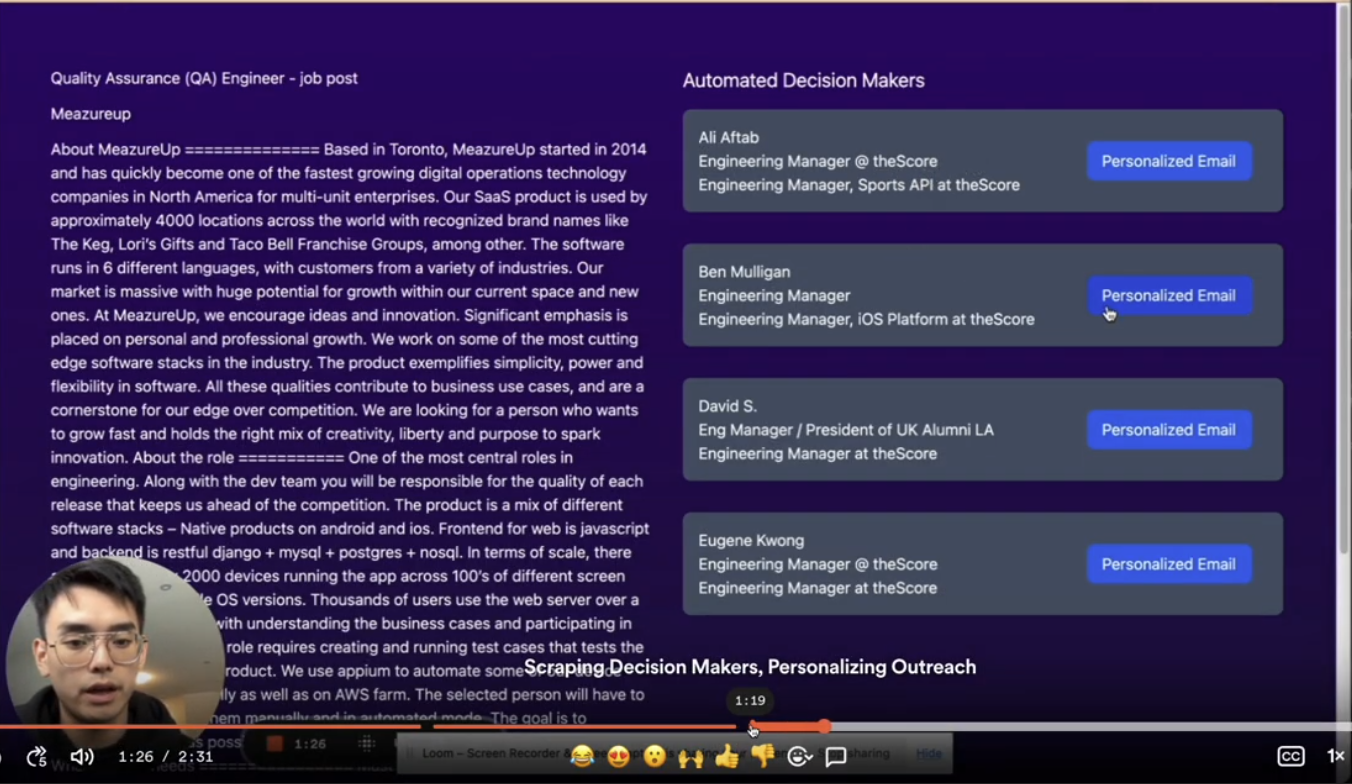 Quality Assurance (QA) Engineer - job post
Meazureup
About MeazureUp ============== Based in Toronto, MeazureUp started in 2014
and has quickly become one of the fastest growing digital operations technology
companies in North America for multi-unit enterprises. Our SaaS product is used by
approximately 4000 locations across the world with recognized brand names like
The Keg, Lori's Gifts and Taco Bell Franchise Groups, among other. The software
runs in 6 different languages, with customers from a variety of industries. Our
market is massive with huge potential for growth within our current space and new
ones. At MeazureUp, we encourage ideas and innovation. Significant emphasis is
placed on personal and professional growth. We work on some of the most cutting
edge software stacks in the industry. The product exemplifies simplicity, power and
flexibility in software. All these qualities contribute to business use cases, and are a
cornerstone for our edge over competition. We are looking for a person who wants
to grow fast and holds the right mix of creativity, liberty and purpose to spark
innovation. About the role =========== One of the most central roles in
engineering. Along with the dev team you will be responsible for the quality of each
release that keeps us ahead of the competition. The product is a mix of different
software stacks – Native products on android and ios. Frontend for web is javascript
and backend is restful django + mysql + postgres + nosql. In terms of scale, there
2000 devices running the app across 100's of different screen
OS versions. Thousands of users use the web server over a
with understanding the business cases and participating in
role requires creating and running test cases that tests the
roduct. We use appium to automate some
as well as on AWS farm. The selected person will have to
manually and in automated mode. The goal is to
Automated Decision Makers
Ali Aftab
Engineering Manager @ theScore
Engineering Manager, Sports API at theScore
Personalized Email
Ben Mulligan
Engineering Manager
Engineering Manager, iOS Platform at theScore
Personalized Email
David S.
Eng Manager / President of UK Alumni LA
Engineering Manager at theScore
Personalized Email
Eugene Kwong
Engineering Manager @ theScore
Engineering Manager at theScore
Personalized Email
Scraping Decision Makers, Personalizing Outreach
1:19
1:26
Loom – Screen Recorder &
sharing
Hide
5
1:26 / 2:31
CC
1×